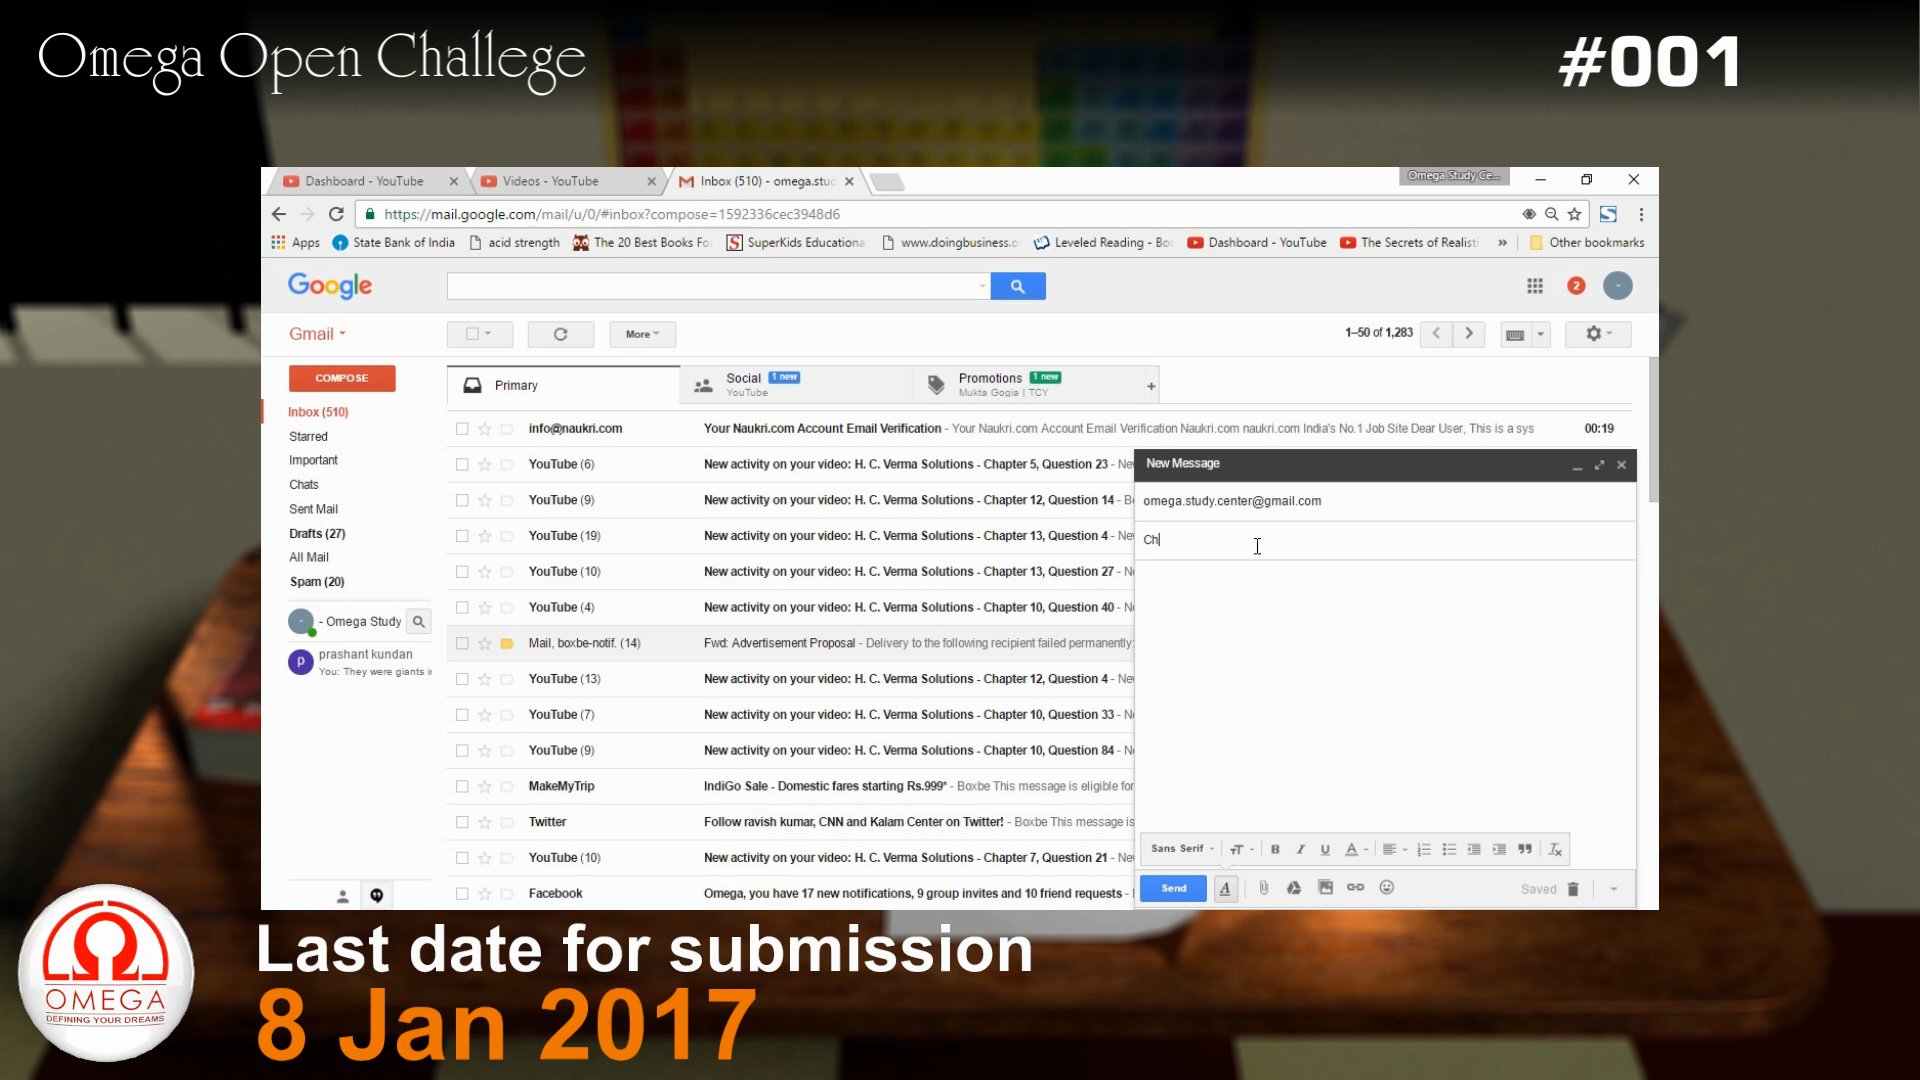 Omega Open Challege
#001
Dashboard - YouTube
Videos - YouTube
Inbox (510) - omega.stuc
Omega Study Ce...
https://mail.google.com/mail/u/0/#inbox?compose=1592336cec3948d6
Apps
State Bank of India
acid strength
The 20 Best Books Fo
SuperKids Educationa
www.doingbusiness.o
Leveled Reading - Boo
Dashboard - YouTube
The Secrets of Realisti
»
Other bookmarks
Google
2
-
Gmail
More
1–50 of 1,283
COMPOSE
Inbox (510)
Starred
Important
Chats
Sent Mail
Drafts (27)
All Mail
Spam (20)
- Omega Study
P
prashant kundan
You: They were giants i
Primary
Social 1 new
YouTube
Promotions 1 new
Mukta Gogia | TCY
+
info@naukri.com Your Naukri.com Account Email Verification - Your Naukri.com Account Email Verification Naukri.com naukri.com India's No.1 Job Site Dear User, This is a sys 00:19
YouTube (6) New activity on your video: H. C. Verma Solutions - Chapter 5, Question 23 - Ne
YouTube (9) New activity on your video: H. C. Verma Solutions - Chapter 12, Question 14 - B
YouTube (19) New activity on your video: H. C. Verma Solutions - Chapter 13, Question 4 - Ne
YouTube (10) New activity on your video: H. C. Verma Solutions - Chapter 13, Question 27 - N
YouTube (4) New activity on your video: H. C. Verma Solutions - Chapter 10, Question 40 - N
Mail, boxbe-notif. (14) Fwd: Advertisement Proposal - Delivery to the following recipient failed permanently:
YouTube (13) New activity on your video: H. C. Verma Solutions - Chapter 12, Question 4 - Ne
YouTube (7) New activity on your video: H. C. Verma Solutions - Chapter 10, Question 33 - N
YouTube (9) New activity on your video: H. C. Verma Solutions - Chapter 10, Question 84 - N
MakeMyTrip IndiGo Sale - Domestic fares starting Rs.999* - Boxbe This message is eligible for
Twitter Follow ravish kumar, CNN and Kalam Center on Twitter! - Boxbe This message is
YouTube (10) New activity on your video: H. C. Verma Solutions - Chapter 7, Question 21 - Ne
Facebook Omega, you have 17 new notifications, 9 group invites and 10 friend requests -
New Message
omega.study.center@gmail.com
Ch
Sans Serif
Send
Saved
OMEGA
DEFINING YOUR DREAMS
Last date for submission
8 Jan 2017